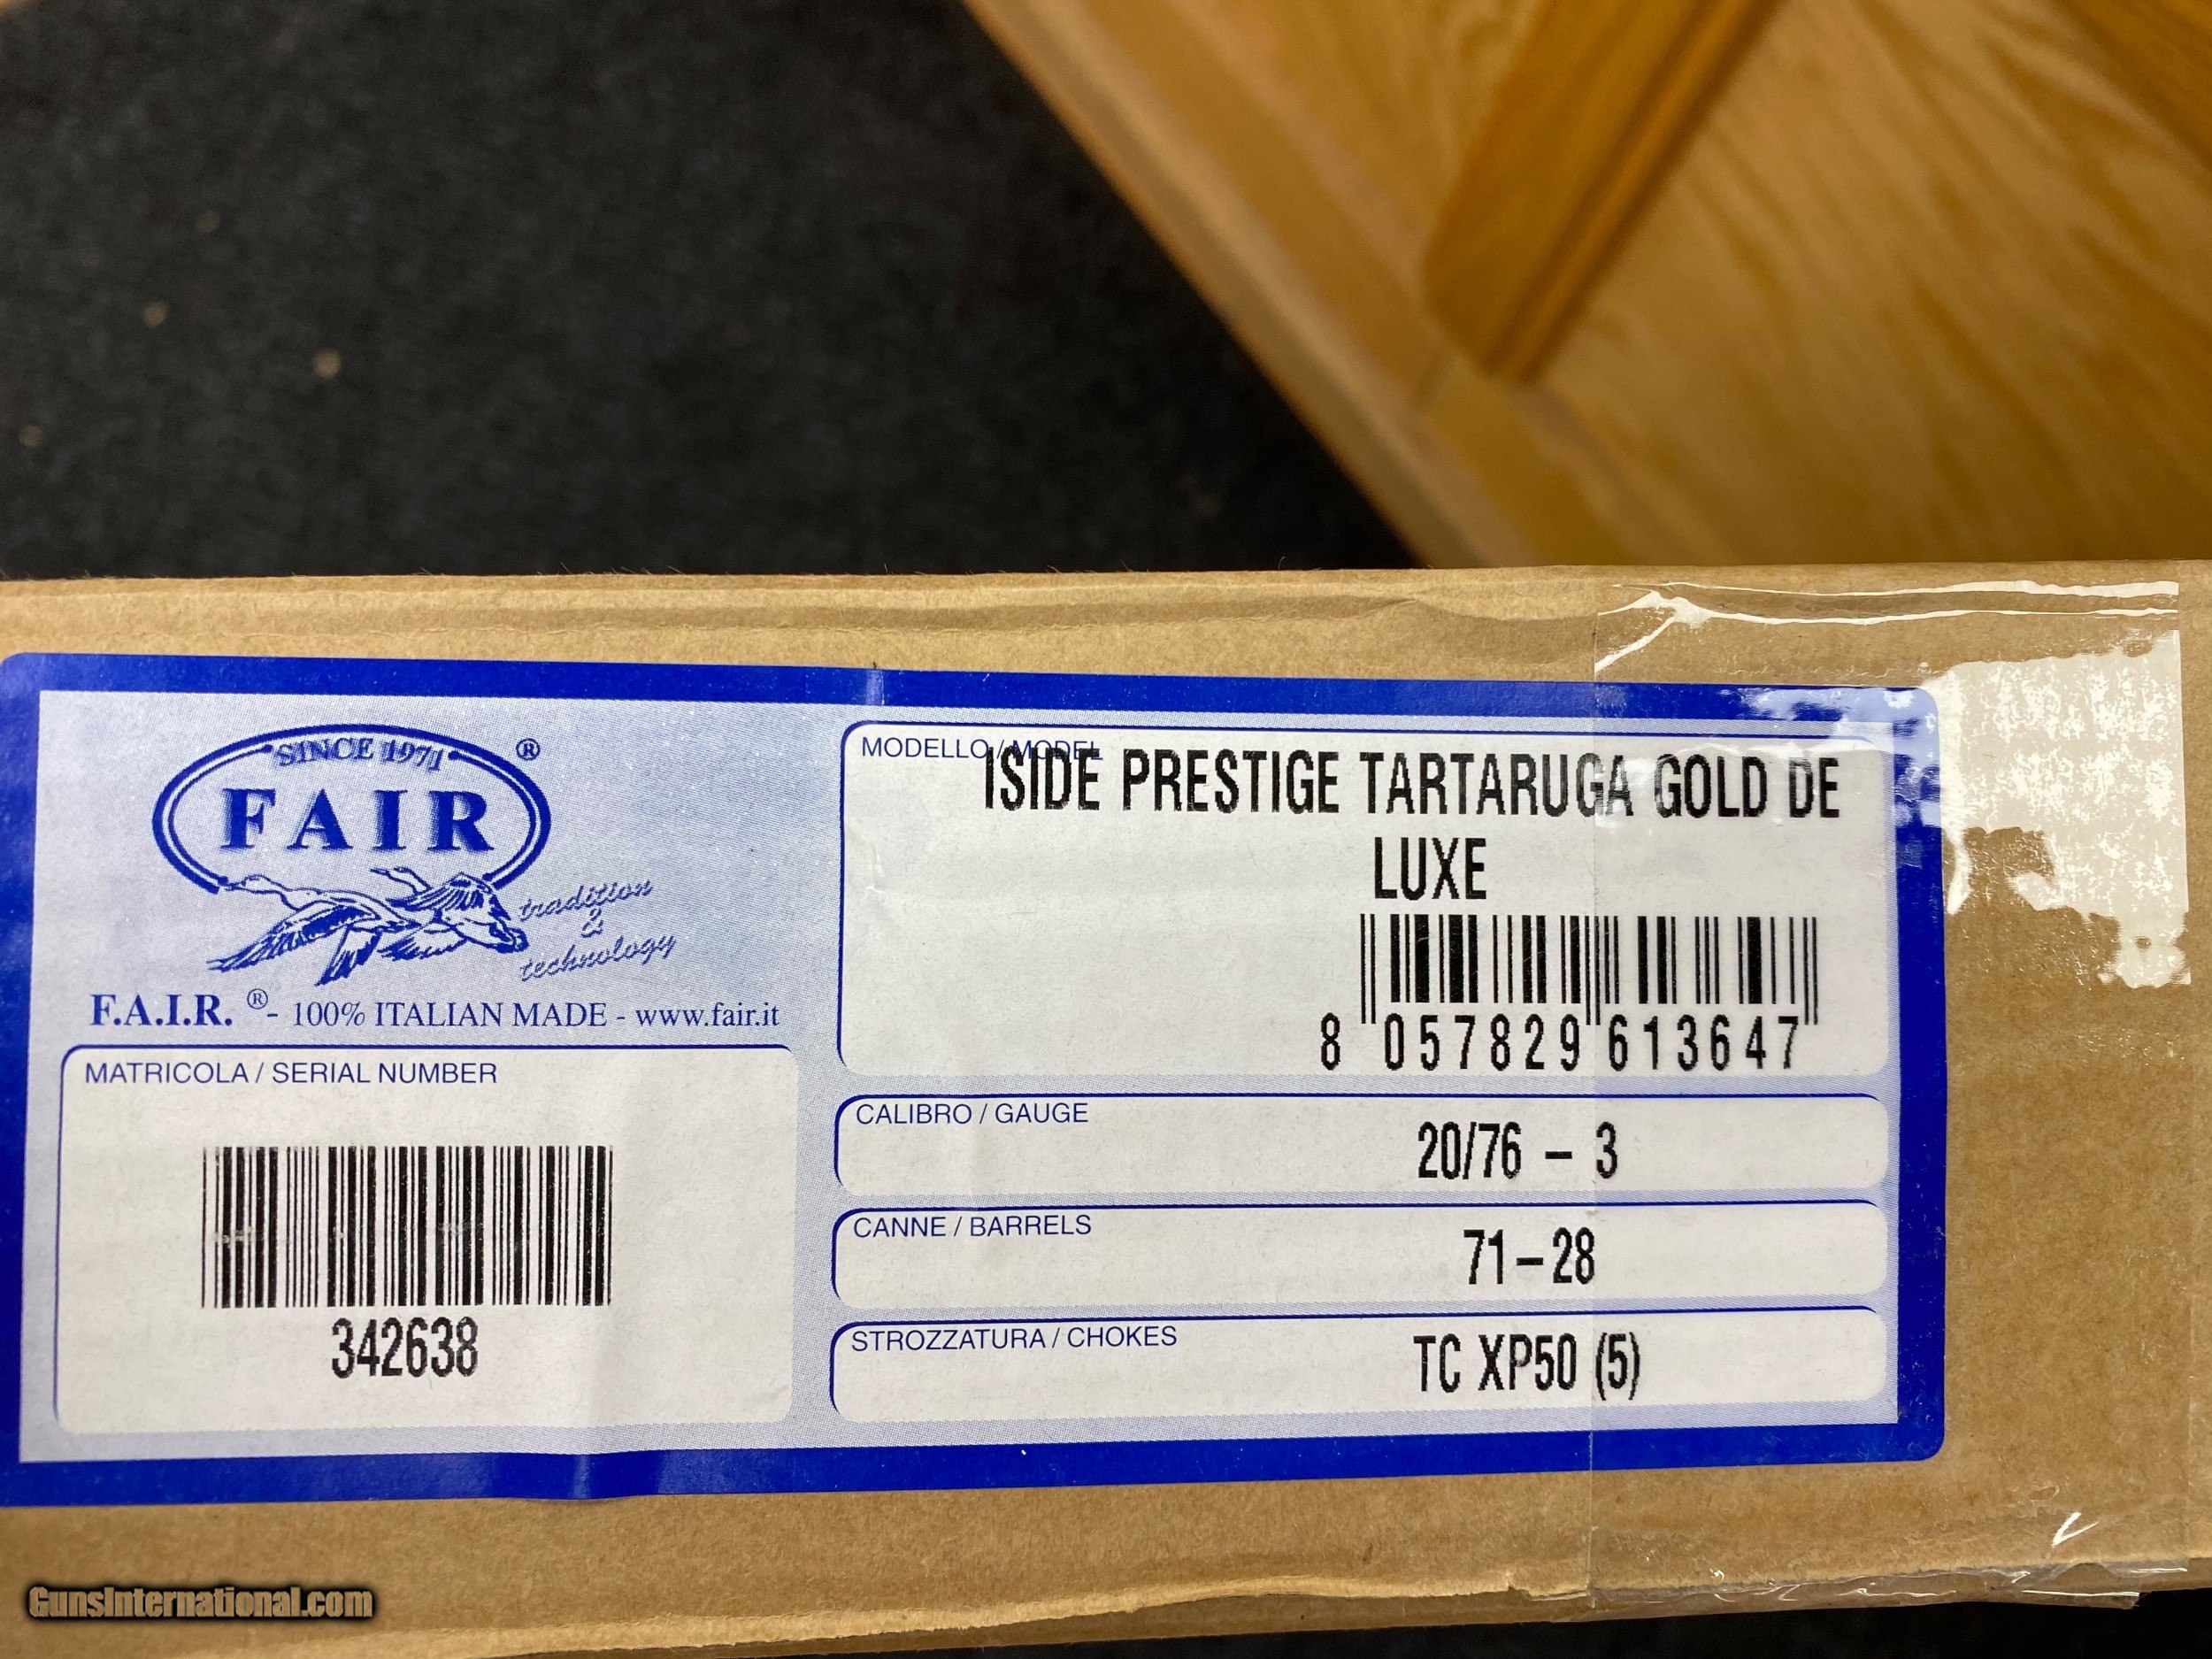 SINCE 1971
FAIR ®
tradition
&
technology
F.A.I.R. ® - 100% ITALIAN MADE - www.fair.it
MATRICOLA / SERIAL NUMBER
342638
MODELLO / MODEL
ISIDE PRESTIGE TARTARUGA GOLD DE
LUXE
8 057829 613647
CALIBRO / GAUGE
20/76 - 3
CANNE / BARRELS
71-28
STROZZATURA / CHOKES
TC XP50 (5)
GunsInternational.com